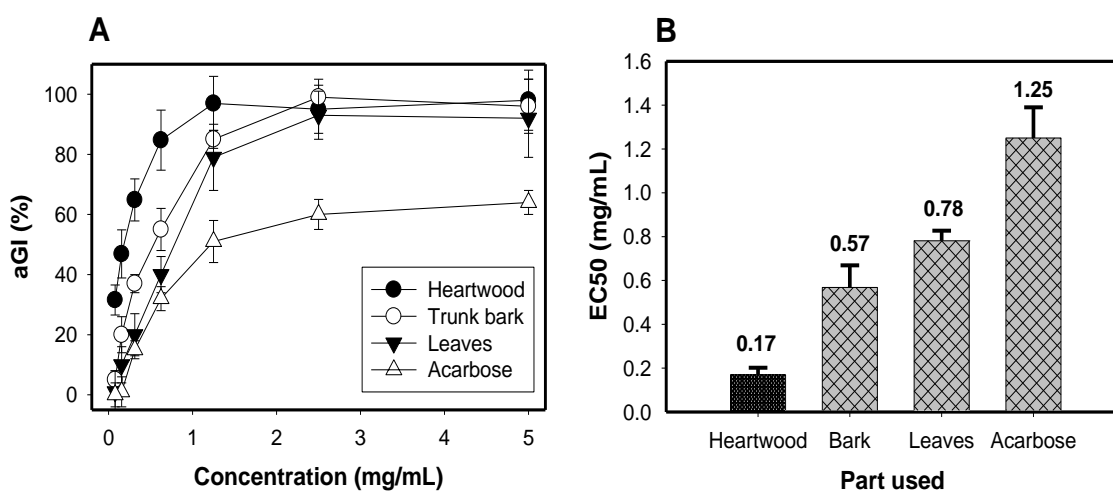 A
aGI (%)
100
80
60
40
20
0
Heartwood
Trunk bark
Leaves
Acarbose
0 1 2 3 4 5
Concentration (mg/mL)
B
EC50 (mg/mL)
1.6
1.4
1.2
1.0
0.8
0.6
0.4
0.2
0.0
0.17
0.57
0.78
1.25
Heartwood Bark Leaves Acarbose
Part used